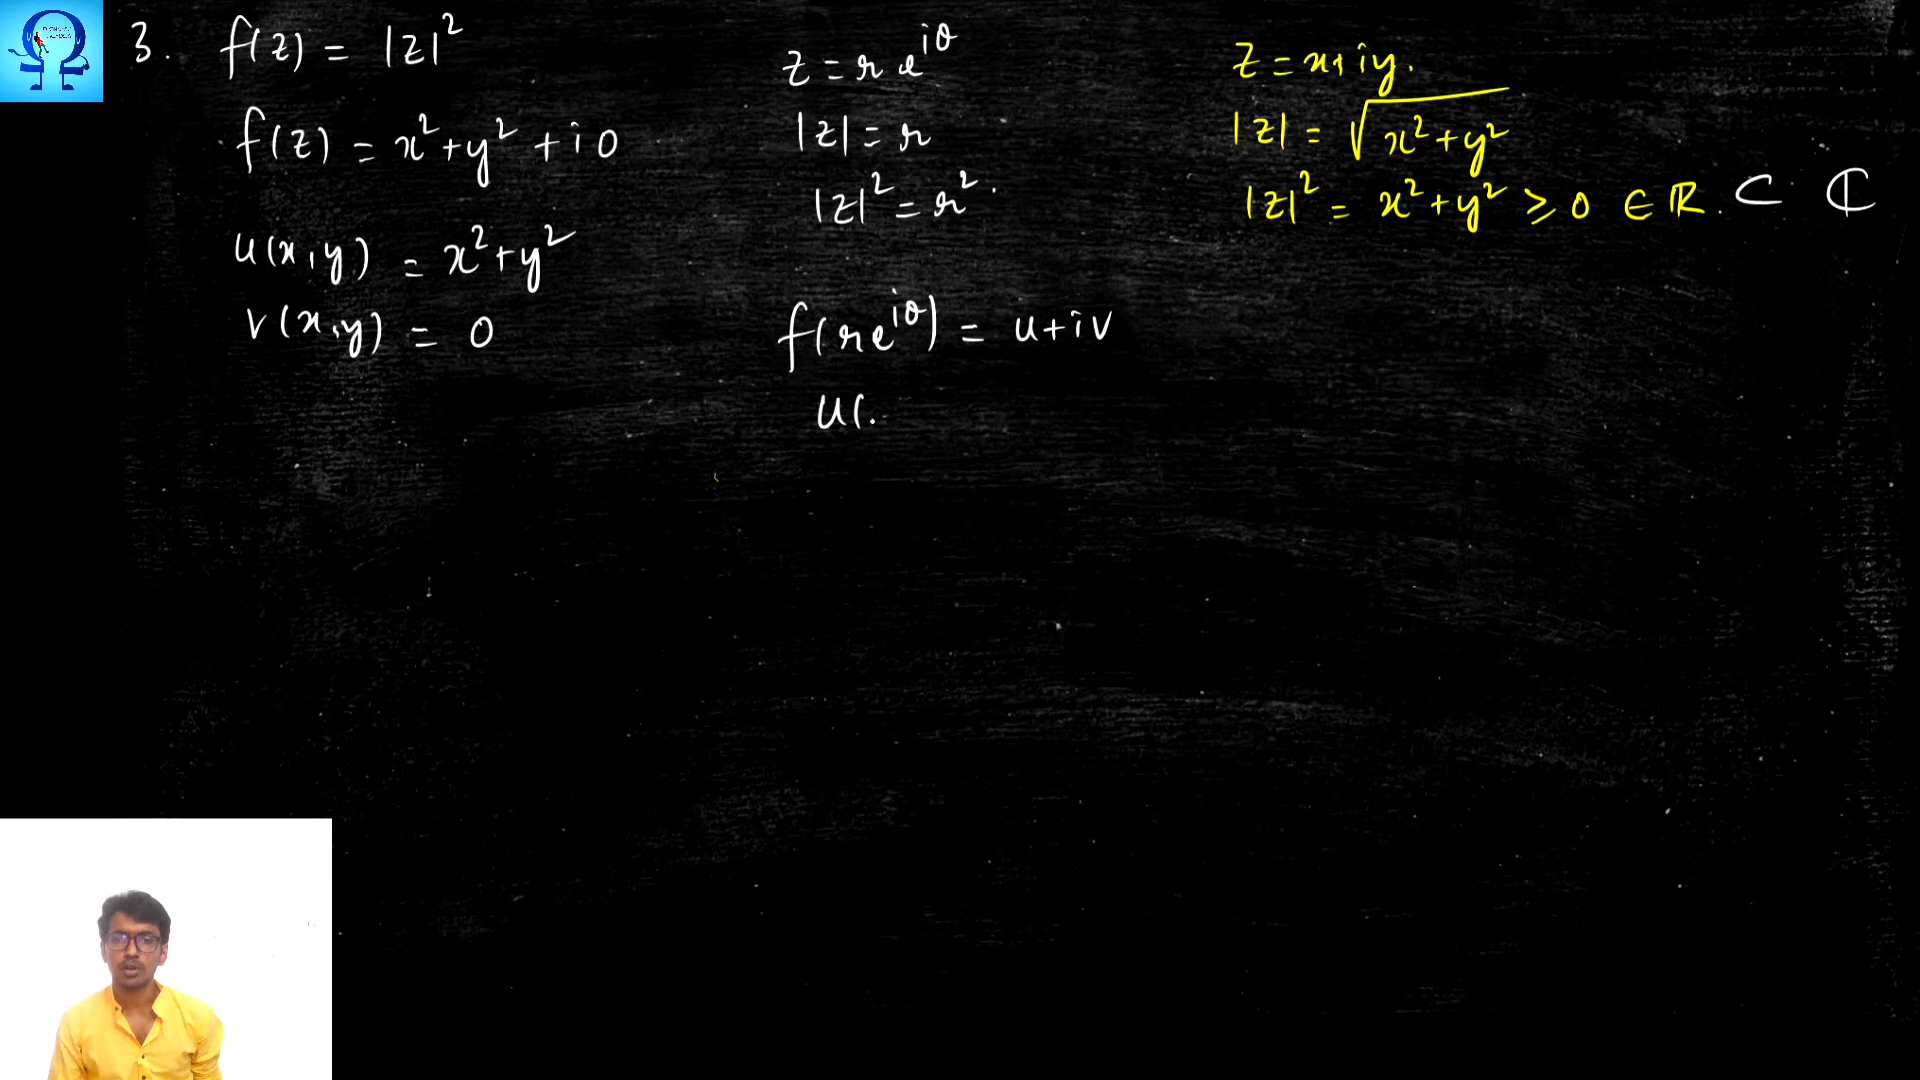 3. f(z) = |z|²
f(z) = x²+y² + i0
u(x,y) = x²+y²
v(x,y) = 0
z = r e^{iθ}
|z| = r
|z|² = r².
f(re^{iθ}) = u+iv
u(.
z = x+iy.
|z| = √(x²+y²)
|z|² = x²+y² ≥ 0 ∈ ℝ. ⊂ ℂ